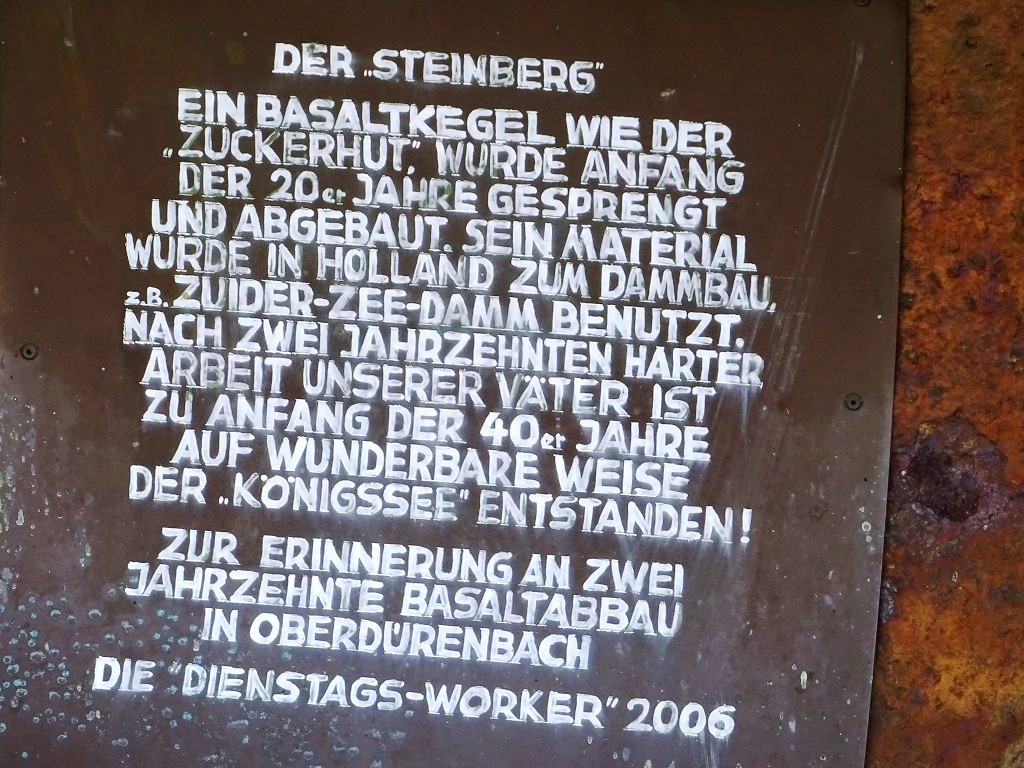 DER „STEINBERG"
EIN BASALTKEGEL WIE DER
„ZUCKERHUT", WURDE ANFANG
DER 20er JAHRE GESPRENGT
UND ABGEBAUT. SEIN MATERIAL
WURDE IN HOLLAND ZUM DAMMBAU,
z.B. ZUIDER-ZEE-DAMM BENUTZT.
NACH ZWEI JAHRZEHNTEN HARTER
ARBEIT UNSERER VÄTER IST
ZU ANFANG DER 40er JAHRE
AUF WUNDERBARE WEISE
DER „KÖNIGSSEE" ENTSTANDEN!
ZUR ERINNERUNG AN ZWEI
JAHRZEHNTE BASALTABBAU
IN OBERDÜRENBACH
DIE "DIENSTAGS-WORKER" 2006